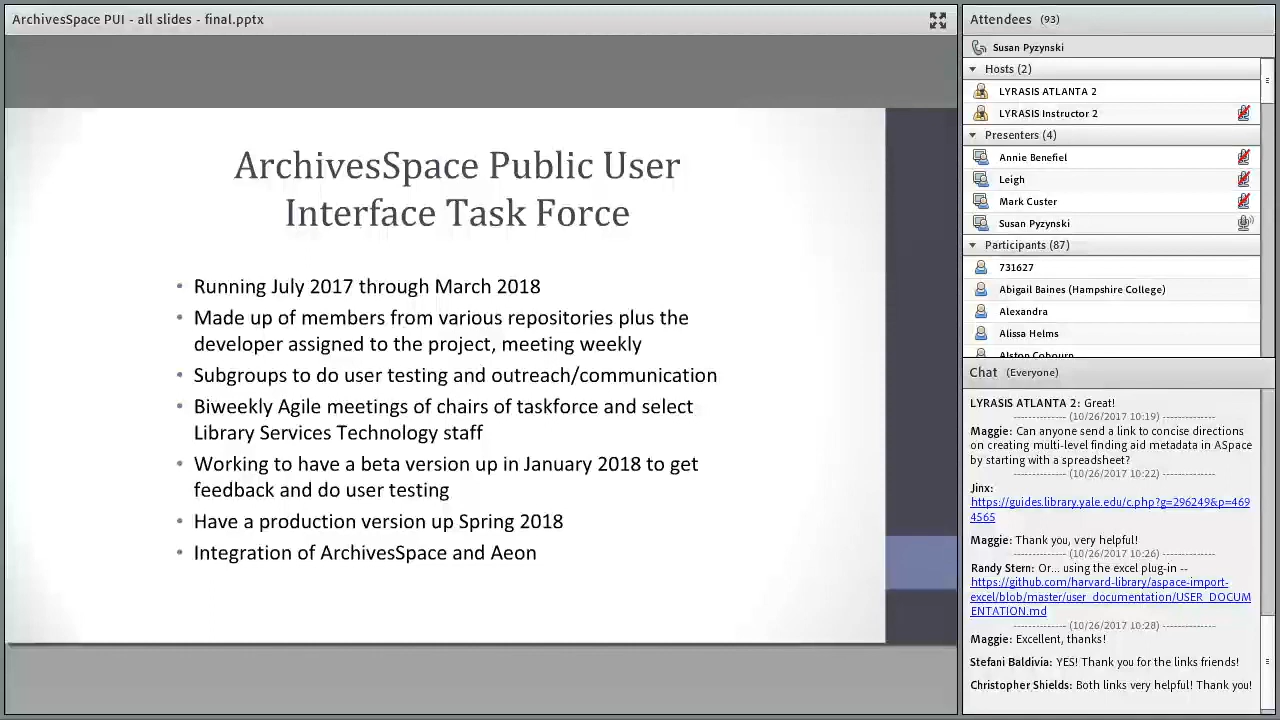 ArchivesSpace PUI - all slides - final.pptx
ArchivesSpace Public User
Interface Task Force
• Running July 2017 through March 2018
• Made up of members from various repositories plus the
developer assigned to the project, meeting weekly
• Subgroups to do user testing and outreach/communication
• Biweekly Agile meetings of chairs of taskforce and select
Library Services Technology staff
• Working to have a beta version up in January 2018 to get
feedback and do user testing
• Have a production version up Spring 2018
• Integration of ArchivesSpace and Aeon
Attendees (93)
Susan Pyzynski
Hosts (2)
LYRASIS ATLANTA 2
LYRASIS Instructor 2
Presenters (4)
Annie Benefiel
Leigh
Mark Custer
Susan Pyzynski
Participants (87)
731627
Abigail Baines (Hampshire College)
Alexandra
Alissa Helms
Alston Cobourn
Chat (Everyone)
LYRASIS ATLANTA 2: Great!
-------------- (10/26/2017 10:19) --------------
Maggie: Can anyone send a link to concise directions
on creating multi-level finding aid metadata in ASpace
by starting with a spreadsheet?
-------------- (10/26/2017 10:22) --------------
Jinx:
https://guides.library.yale.edu/c.php?g=296249&p=469
4565
Maggie: Thank you, very helpful!
-------------- (10/26/2017 10:26) --------------
Randy Stern: Or... using the excel plug-in --
https://github.com/harvard-library/aspace-import-
excel/blob/master/user_documentation/USER_DOCUM
ENTATION.md
-------------- (10/26/2017 10:28) --------------
Maggie: Excellent, thanks!
Stefani Baldivia: YES! Thank you for the links friends!
Christopher Shields: Both links very helpful! Thank you!